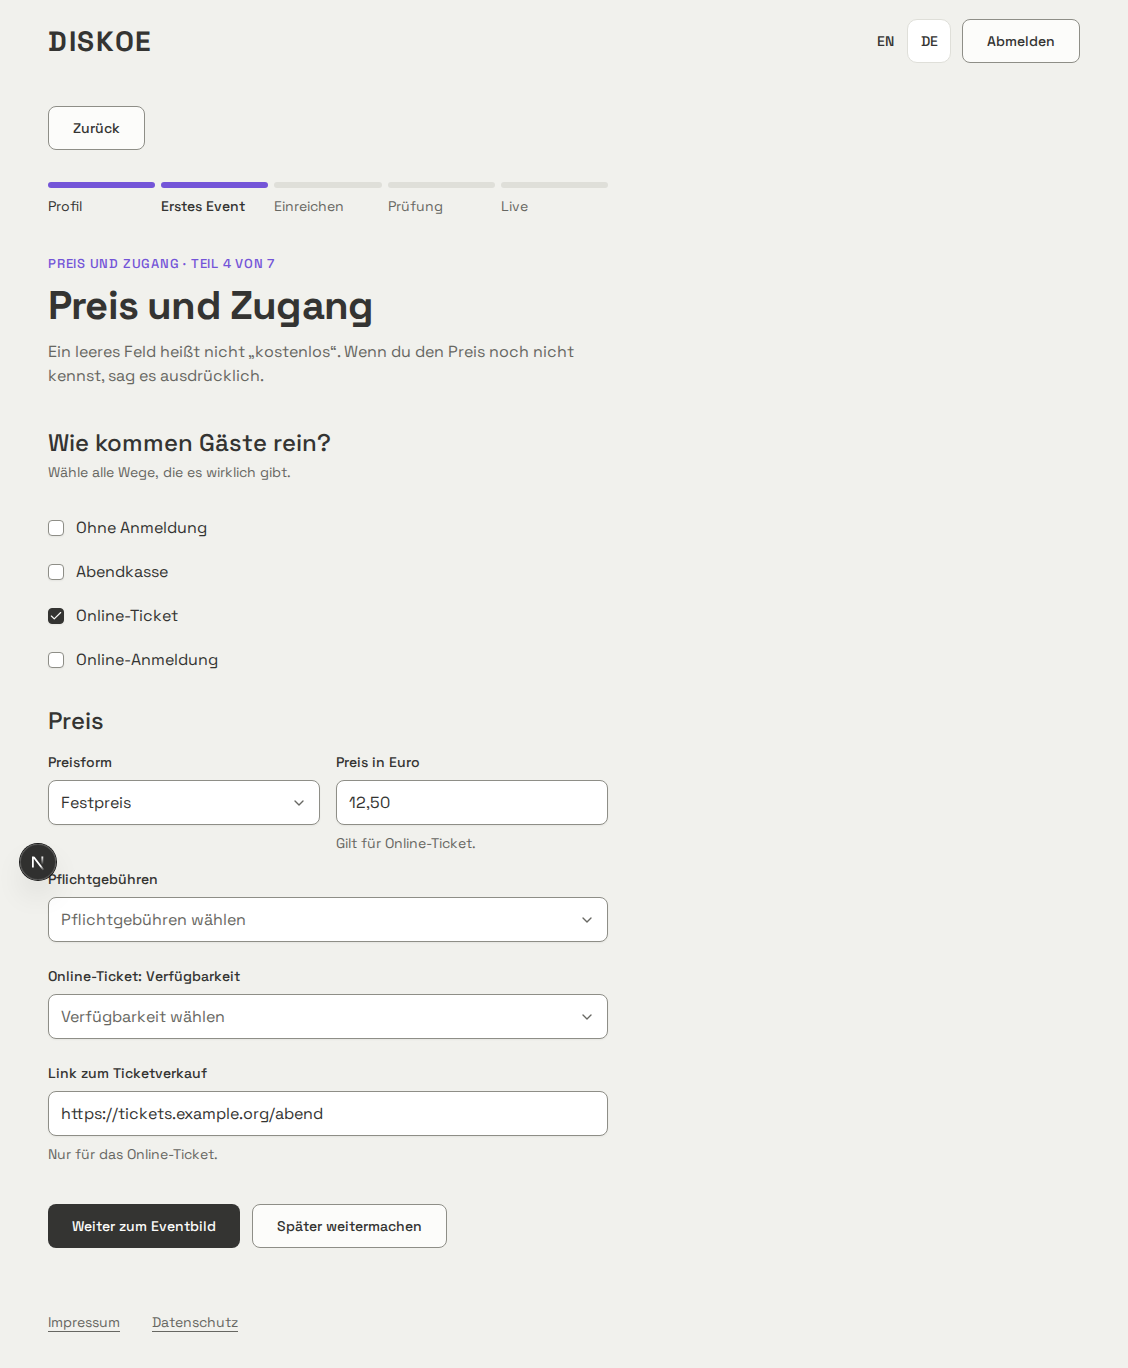 DISKOE
EN DE Abmelden
Zurück
Profil Erstes Event Einreichen Prüfung Live
PREIS UND ZUGANG · TEIL 4 VON 7
Preis und Zugang
Ein leeres Feld heißt nicht „kostenlos“. Wenn du den Preis noch nicht
kennst, sag es ausdrücklich.
Wie kommen Gäste rein?
Wähle alle Wege, die es wirklich gibt.
Ohne Anmeldung
Abendkasse
Online-Ticket
Online-Anmeldung
Preis
Preisform Preis in Euro
Festpreis 12,50
Gilt für Online-Ticket.
N
Pflichtgebühren
Pflichtgebühren wählen
Online-Ticket: Verfügbarkeit
Verfügbarkeit wählen
Link zum Ticketverkauf
https://tickets.example.org/abend
Nur für das Online-Ticket.
Weiter zum Eventbild Später weitermachen
Impressum Datenschutz